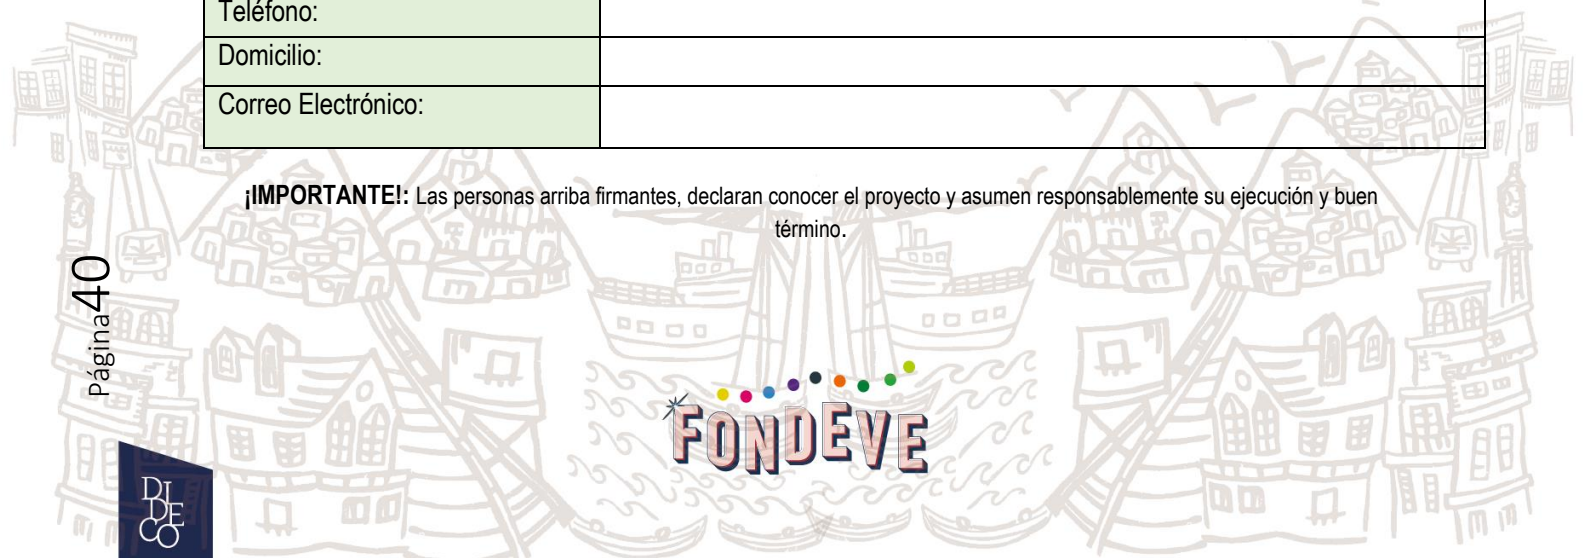 Teléfono:
Domicilio:
Correo Electrónico:
¡IMPORTANTE!: Las personas arriba firmantes, declaran conocer el proyecto y asumen responsablemente su ejecución y buen
término.
Página40
FONDEVE
DI
DE
CO